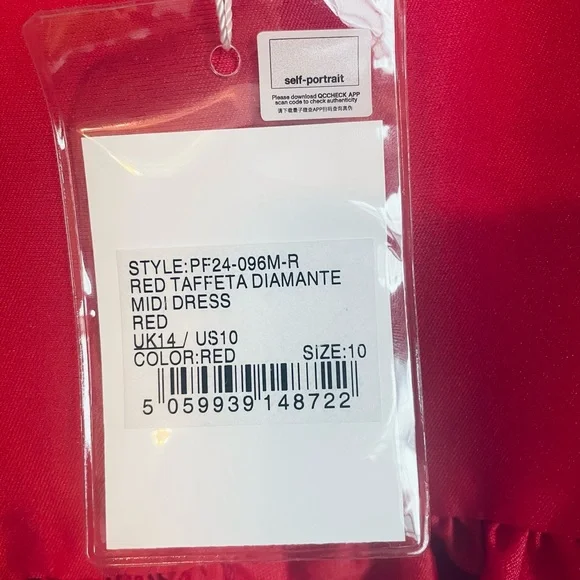 self-portrait
Please download QCCHECK APP
scan code to check authenticity
STYLE:PF24-096M-R
RED TAFFETA DIAMANTE
MIDI DRESS
RED
UK14 / US10
COLOR:RED SIZE:10
5 059939 148722